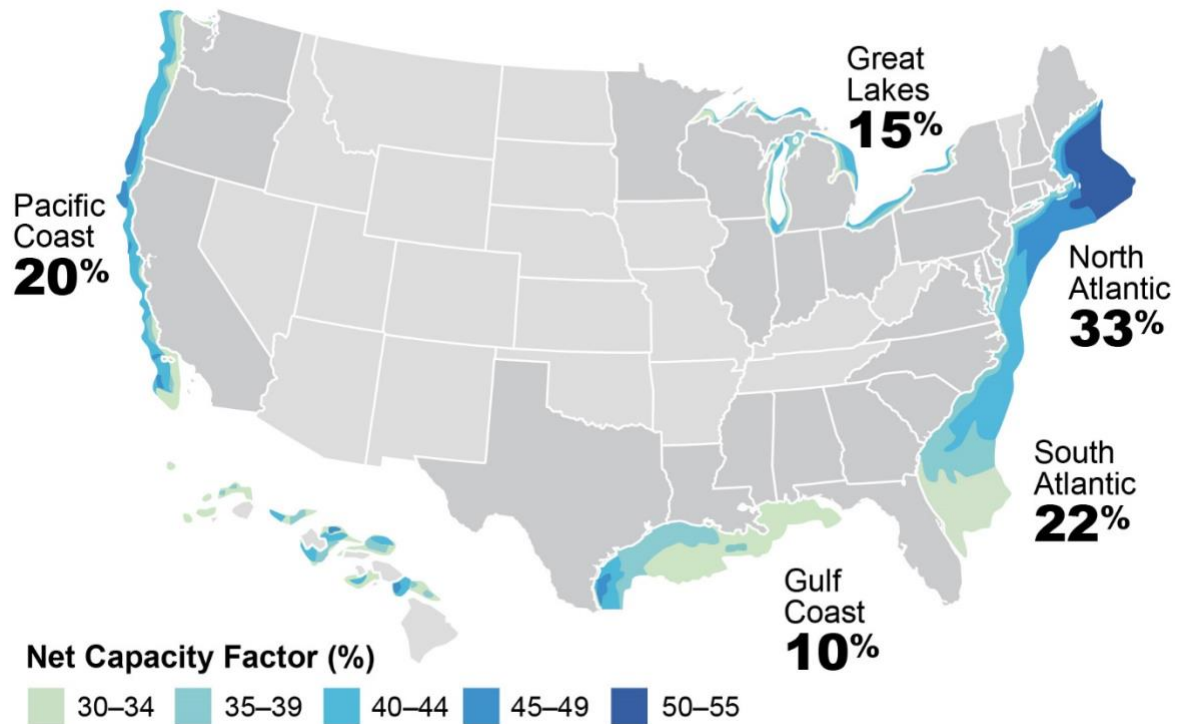 Great
Lakes
15%
Pacific
Coast
20%
North
Atlantic
33%
South
Atlantic
22%
Gulf
Coast
10%
Net Capacity Factor (%)
30–34 35–39 40–44 45–49 50–55